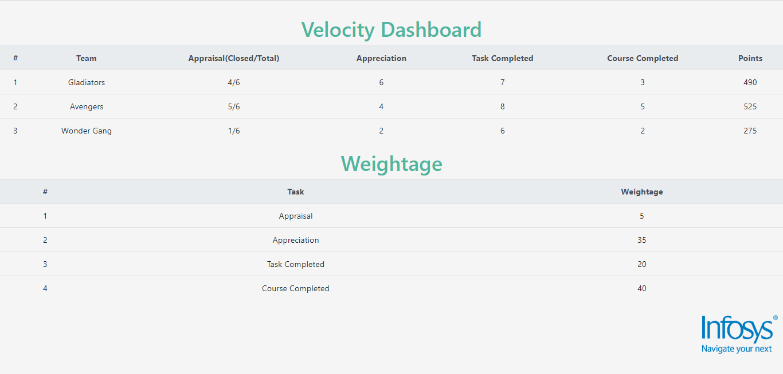 Velocity Dashboard
# Team Appraisal(Closed/Total) Appreciation Task Completed Course Completed Points
1 Gladiators 4/6 6 7 3 490
2 Avengers 5/6 4 8 5 525
3 Wonder Gang 1/6 2 6 2 275
Weightage
# Task Weightage
1 Appraisal 5
2 Appreciation 35
3 Task Completed 20
4 Course Completed 40
Infosys®
Navigate your next